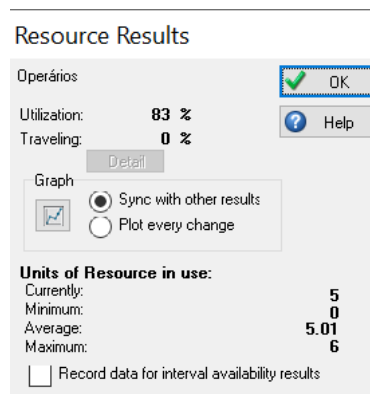 Resource Results
Operários
OK
Utilization: 83 %
Help
Traveling: 0 %
Detail
Graph
Sync with other results
Plot every change
Units of Resource in use:
Currently: 5
Minimum: 0
Average: 5.01
Maximum: 6
Record data for interval availability results